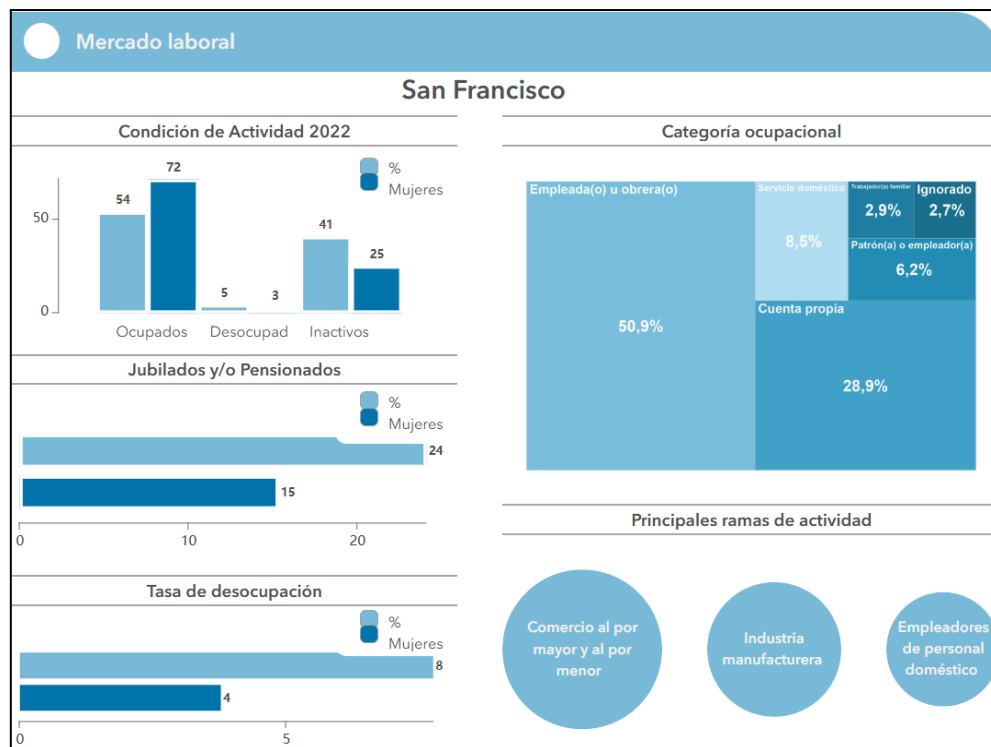 Mercado laboral
San Francisco
Condición de Actividad 2022
%
Mujeres
50
0
54
72
5
3
41
25
Ocupados
Desocupad
Inactivos
Jubilados y/o Pensionados
%
Mujeres
24
15
0
10
20
Tasa de desocupación
%
Mujeres
8
4
0
5
Categoría ocupacional
Empleada(o) u obrera(o)
50,9%
Servicio doméstico
8,5%
Trabajador(a) familiar
2,9%
Ignorado
2,7%
Patrón(a) o empleador(a)
6,2%
Cuenta propia
28,9%
Principales ramas de actividad
Comercio al por
mayor y al por
menor
Industria
manufacturera
Empleadores
de personal
doméstico